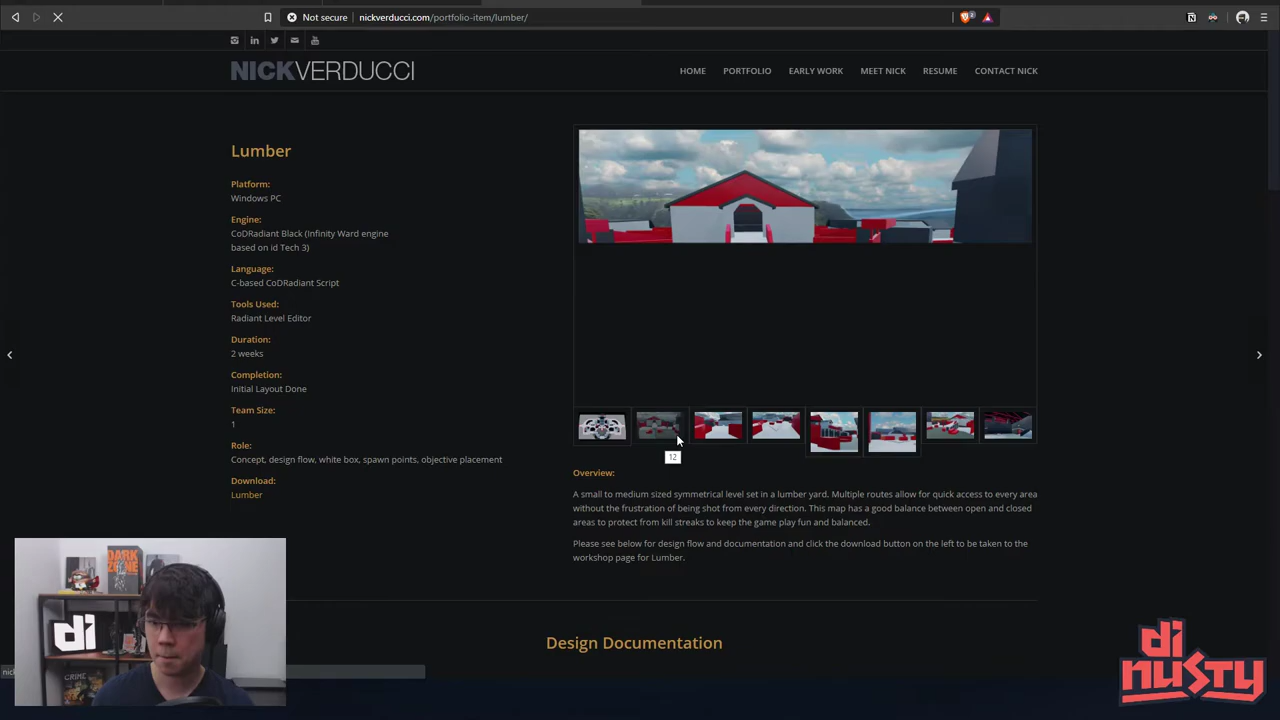 Not secure
nickverducci.com/portfolio-item/lumber/
NICKVERDUCCI
HOME
PORTFOLIO
EARLY WORK
MEET NICK
RESUME
CONTACT NICK
Lumber
Platform:
Windows PC
Engine:
CoDRadiant Black (Infinity Ward engine
based on id Tech 3)
Language:
C-based CoDRadiant Script
Tools Used:
Radiant Level Editor
Duration:
2 weeks
Completion:
Initial Layout Done
Team Size:
1
Role:
Concept, design flow, white box, spawn points, objective placement
Download:
Lumber
12
Overview:
A small to medium sized symmetrical level set in a lumber yard. Multiple routes allow for quick access to every area
without the frustration of being shot from every direction. This map has a good balance between open and closed
areas to protect from kill streaks to keep the game play fun and balanced.
Please see below for design flow and documentation and click the download button on the left to be taken to the
workshop page for Lumber.
Design Documentation
DARK
ZONE
di
CRIME
di
NUSTY